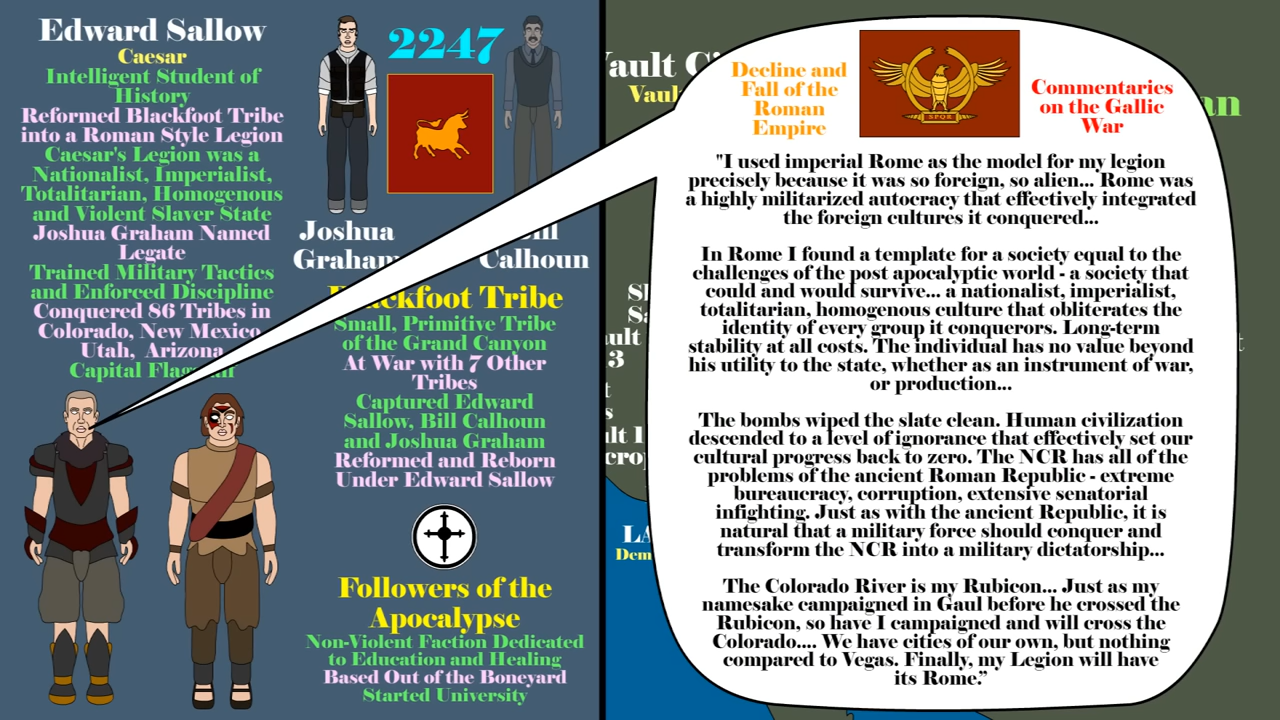 Edward Sallow
Caesar
Intelligent Student of
History
Reformed Blackfoot Tribe
into a Roman Style Legion
Caesar's Legion was a
Nationalist, Imperialist,
Totalitarian, Homogenous
and Violent Slaver State
Joshua Graham Named
Legate
Trained Military Tactics
and Enforced Discipline
Conquered 86 Tribes in
Colorado, New Mexico
Utah, Arizona
Capital
2247
Joshua
Graham
Calhoun
Blackfoot Tribe
Small, Primitive Tribe
of the Grand Canyon
At War with 7 Other
Tribes
Captured Edward
Sallow, Bill Calhoun
and Joshua Graham
Reformed and Reborn
Under Edward Sallow
Followers of the
Apocalypse
Non-Violent Faction Dedicated
to Education and Healing
Based Out of the Boneyard
Started University
Vault
3
LA
Decline and
Fall of the
Roman
Empire
SPQR
Commentaries
on the Gallic
War
"I used imperial Rome as the model for my legion
precisely because it was so foreign, so alien... Rome was
a highly militarized autocracy that effectively integrated
the foreign cultures it conquered...
In Rome I found a template for a society equal to the
challenges of the post apocalyptic world - a society that
could and would survive... a nationalist, imperialist,
totalitarian, homogenous culture that obliterates the
identity of every group it conquerors. Long-term
stability at all costs. The individual has no value beyond
his utility to the state, whether as an instrument of war,
or production...
The bombs wiped the slate clean. Human civilization
descended to a level of ignorance that effectively set our
cultural progress back to zero. The NCR has all of the
problems of the ancient Roman Republic - extreme
bureaucracy, corruption, extensive senatorial
infighting. Just as with the ancient Republic, it is
natural that a military force should conquer and
transform the NCR into a military dictatorship...
The Colorado River is my Rubicon... Just as my
namesake campaigned in Gaul before he crossed the
Rubicon, so have I campaigned and will cross the
Colorado.... We have cities of our own, but nothing
compared to Vegas. Finally, my Legion will have
its Rome."